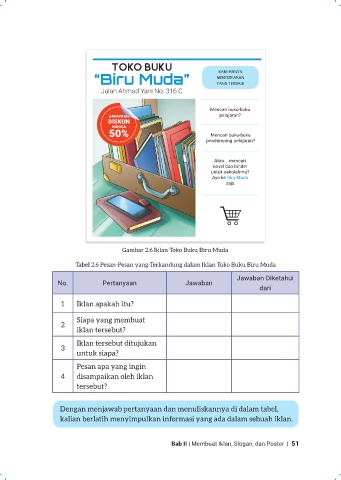 TOKO BUKU
"Biru Muda"
Jalan Ahmad Yani No. 316 C
KAMI HANYA
MENYEDIAKAN
YANG TERBAIK
DAPATKAN
DISKON
HINGGA
50%
Mencari buku-buku
pelajaran?
Mencari buku-buku
pendamping pelajaran?
Atau ...mencari
novel dan binder
untuk sekolahmu?
Ayo ke Biru Muda
saja.
Gambar 2.6 Iklan Toko Buku Biru Muda
Tabel 2.6 Pesan-Pesan yang Terkandung dalam Iklan Toko Buku Biru Muda
No. Pertanyaan Jawaban Jawaban Diketahui
dari
1 Iklan apakah itu?
2 Siapa yang membuat
iklan tersebut?
3 Iklan tersebut ditujukan
untuk siapa?
4 Pesan apa yang ingin
disampaikan oleh iklan
tersebut?
Dengan menjawab pertanyaan dan menuliskannya di dalam tabel,
kalian berlatih menyimpulkan informasi yang ada dalam sebuah iklan.
Bab II | Membuat Iklan, Slogan, dan Poster | 51